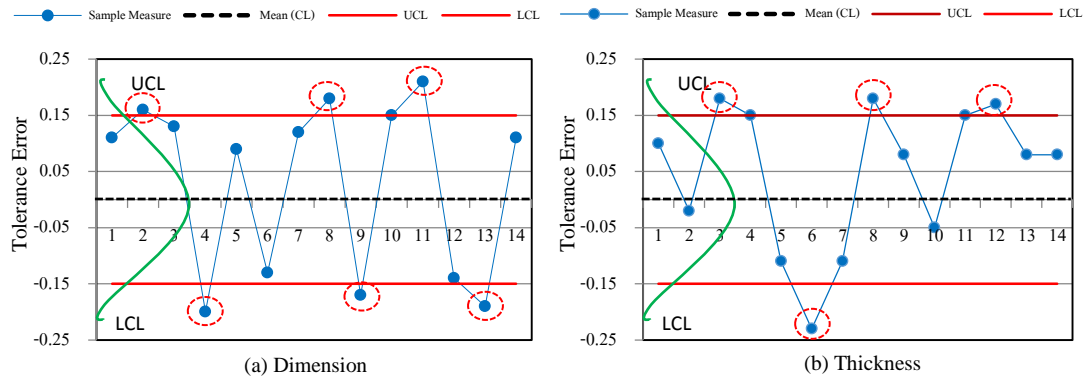 Sample Measure Mean (CL) UCL LCL
0.25
0.15
0.05
-0.05
-0.15
-0.25
Tolerance Error
UCL
LCL
1 2 3 4 5 6 7 8 9 10 11 12 13 14
(a) Dimension
Sample Measure Mean (CL) UCL LCL
0.25
0.15
0.05
-0.05
-0.15
-0.25
Tolerance Error
UCL
LCL
1 2 3 4 5 6 7 8 9 10 11 12 13 14
(b) Thickness